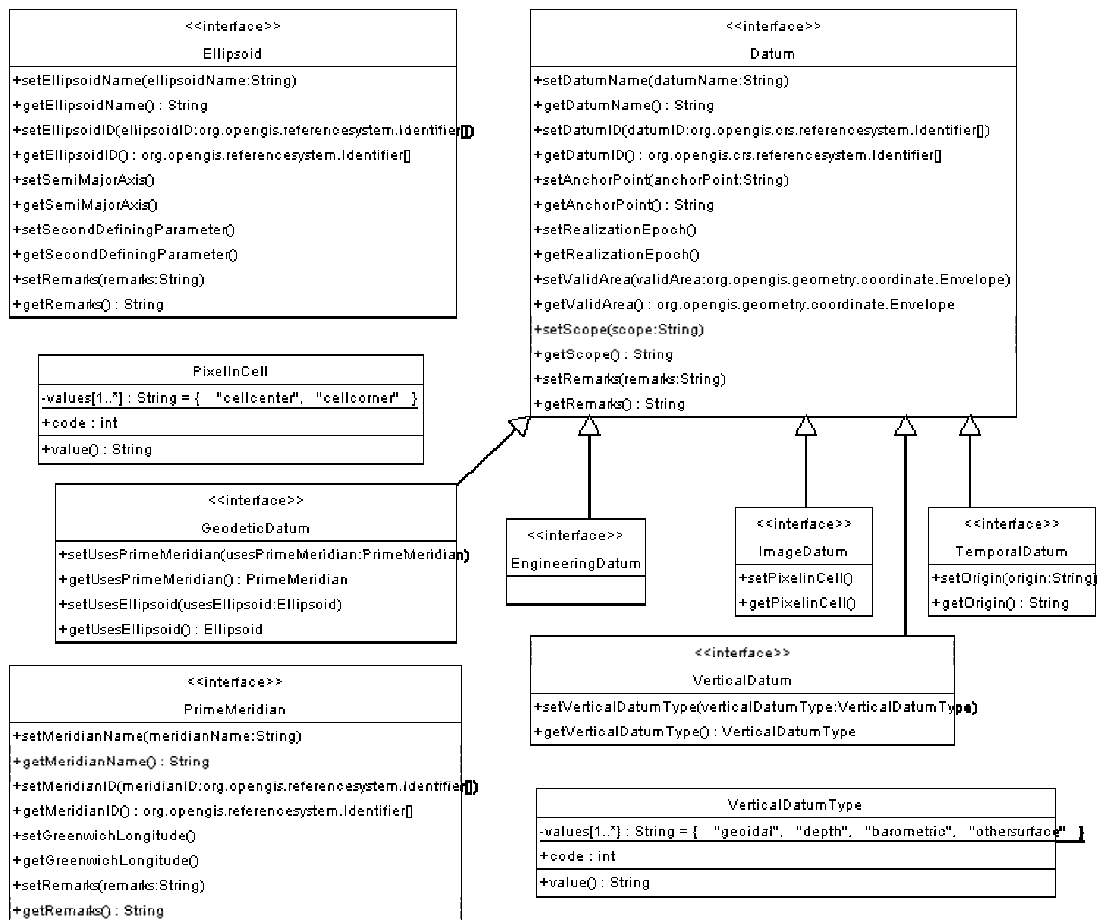 <<interface>>
Ellipsoid
+setEllipsoidName(ellipsoidName:String)
+getEllipsoidName() : String
+setEllipsoidID(ellipsoidID:org.opengis.referencesystem.Identifier[])
+getEllipsoidID() : org.opengis.referencesystem.Identifier[]
+setSemiMajorAxis()
+getSemiMajorAxis()
+setSecondDefiningParameter()
+getSecondDefiningParameter()
+setRemarks(remarks:String)
+getRemarks() : String
<<interface>>
Datum
+setDatumName(datumName:String)
+getDatumName() : String
+setDatumID(datumID:org.opengis.crs.referencesystem.Identifier[])
+getDatumID() : org.opengis.crs.referencesystem.Identifier[]
+setAnchorPoint(anchorPoint:String)
+getAnchorPoint() : String
+setRealizationEpoch()
+getRealizationEpoch()
+setValidArea(validArea:org.opengis.geometry.coordinate.Envelope)
+getValidArea() : org.opengis.geometry.coordinate.Envelope
+setScope(scope:String)
+getScope() : String
+setRemarks(remarks:String)
+getRemarks() : String
PixelInCell
-values[1..*] : String = {  "cellcenter",  "cellcorner"  }
+code : int
+value() : String
<<interface>>
GeodeticDatum
+setUsesPrimeMeridian(usesPrimeMeridian:PrimeMeridian)
+getUsesPrimeMeridian() : PrimeMeridian
+setUsesEllipsoid(usesEllipsoid:Ellipsoid)
+getUsesEllipsoid() : Ellipsoid
<<interface>>
EngineeringDatum
<<interface>>
ImageDatum
+setPixelinCell()
+getPixelinCell()
<<interface>>
TemporalDatum
+setOrigin(origin:String)
+getOrigin() : String
<<interface>>
VerticalDatum
+setVerticalDatumType(verticalDatumType:VerticalDatumType)
+getVerticalDatumType() : VerticalDatumType
<<interface>>
PrimeMeridian
+setMeridianName(meridianName:String)
+getMeridianName() : String
+setMeridianID(meridianID:org.opengis.referencesystem.Identifier[])
+getMeridianID() : org.opengis.referencesystem.Identifier[]
+setGreenwichLongitude()
+getGreenwichLongitude()
+setRemarks(remarks:String)
+getRemarks() : String
VerticalDatumType
-values[1..*] : String = {  "geoidal",  "depth",  "barometric",  "othersurface"  }
+code : int
+value() : String